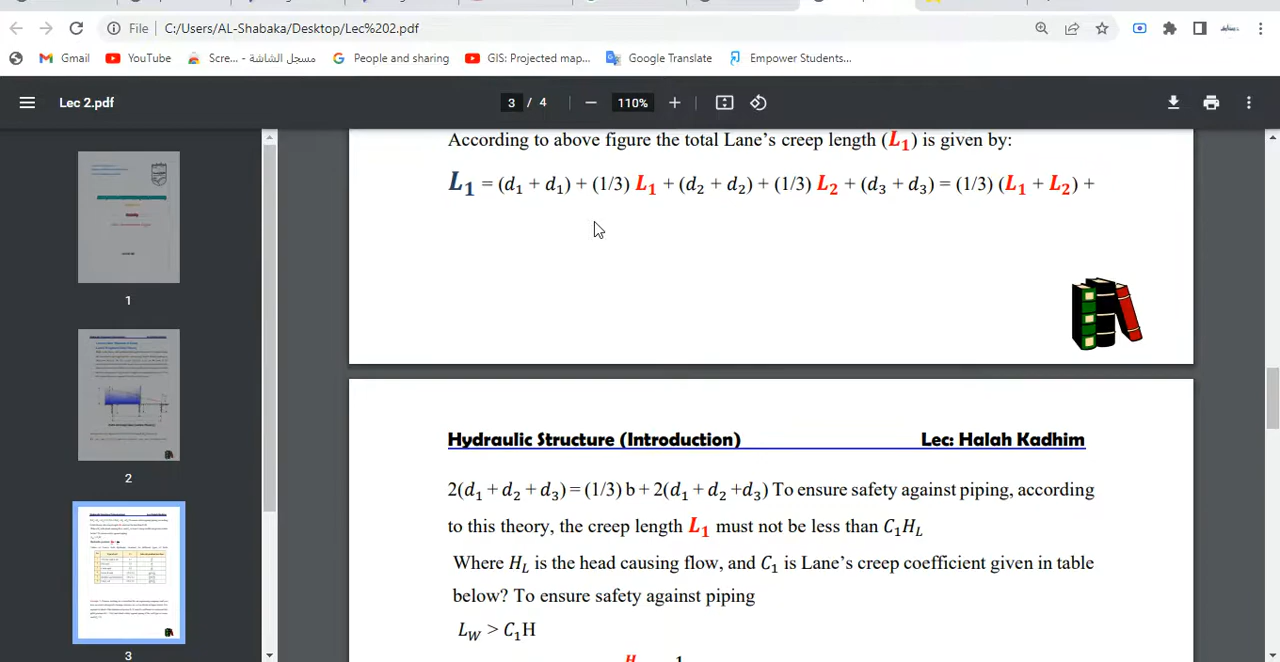 File | C:/Users/AL-Shabaka/Desktop/Lec%202.pdf
Gmail YouTube Scre... - مسجل الشاشة People and sharing GIS: Projected map... Google Translate Empower Students...
Lec 2.pdf 3 / 4 110%
According to above figure the total Lane's creep length (L₁) is given by:
L₁ = (d₁ + d₁) + (1/3) L₁ + (d₂ + d₂) + (1/3) L₂ + (d₃ + d₃) = (1/3) (L₁ + L₂) +
1
2
3
Hydraulic Structure (Introduction) Lec: Halah Kadhim
2(d₁ + d₂ + d₃) = (1/3) b + 2(d₁ + d₂ +d₃) To ensure safety against piping, according
to this theory, the creep length L₁ must not be less than C₁H_L
Where H_L is the head causing flow, and C₁ is Lane's creep coefficient given in table
below? To ensure safety against piping
L_W > C₁H
H 1